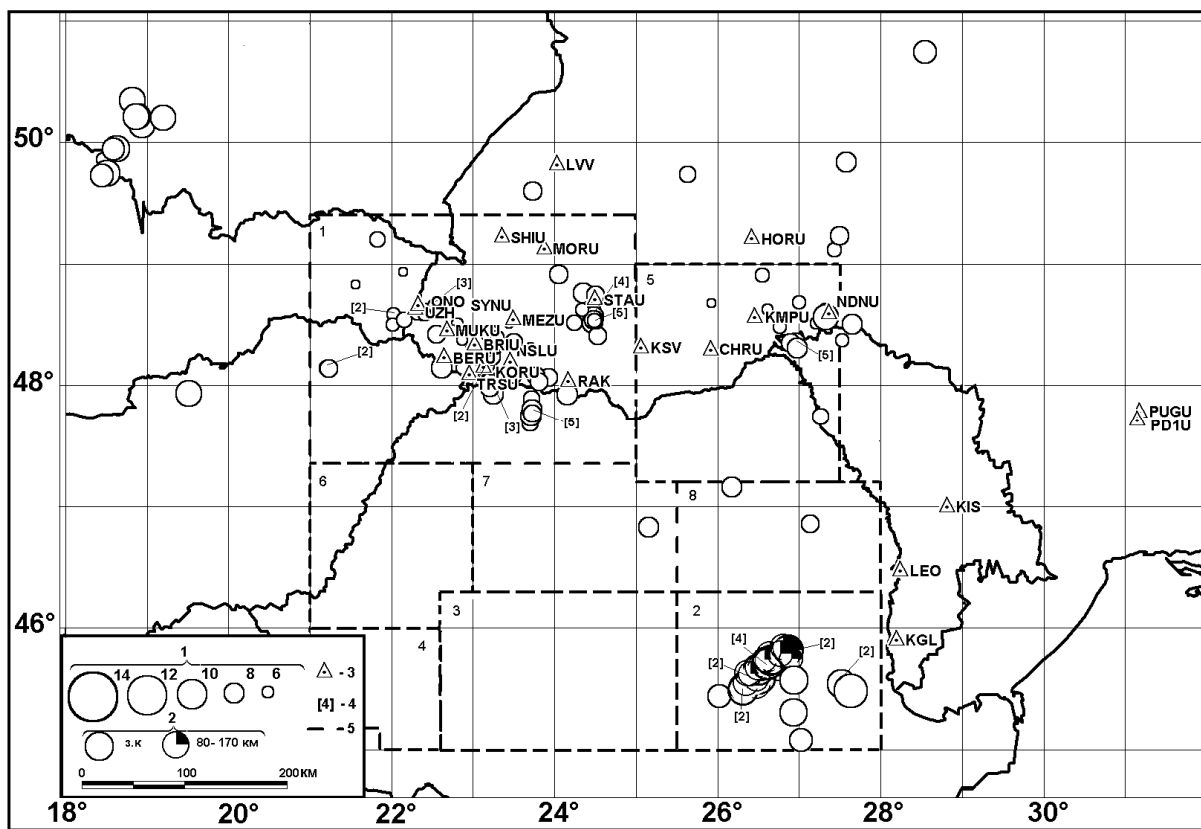 50°
LVV
1
SHIU
MORU
HORU
[3]
[4]
5
[2]
ONO
SYNU
STAU
NDNU
UZH
MEZU
[5]
KMPU
MUKU
BRIU
NSLU
KSV
CHRU
[5]
[2]
BERU
KORU
48°
TRSU
RAK
[2]
[3]
[5]
PUGU
PD1U
6
7
8
KIS
LEO
46°
3
2
4
KGL
[4]
[2]
[2]
[2]
[2]
1
14
12
10
8
6
- 3
[4] - 4
2
- 5
з.к
80- 170 км
0
100
200 КМ
18°
20°
22°
24°
26°
28°
30°